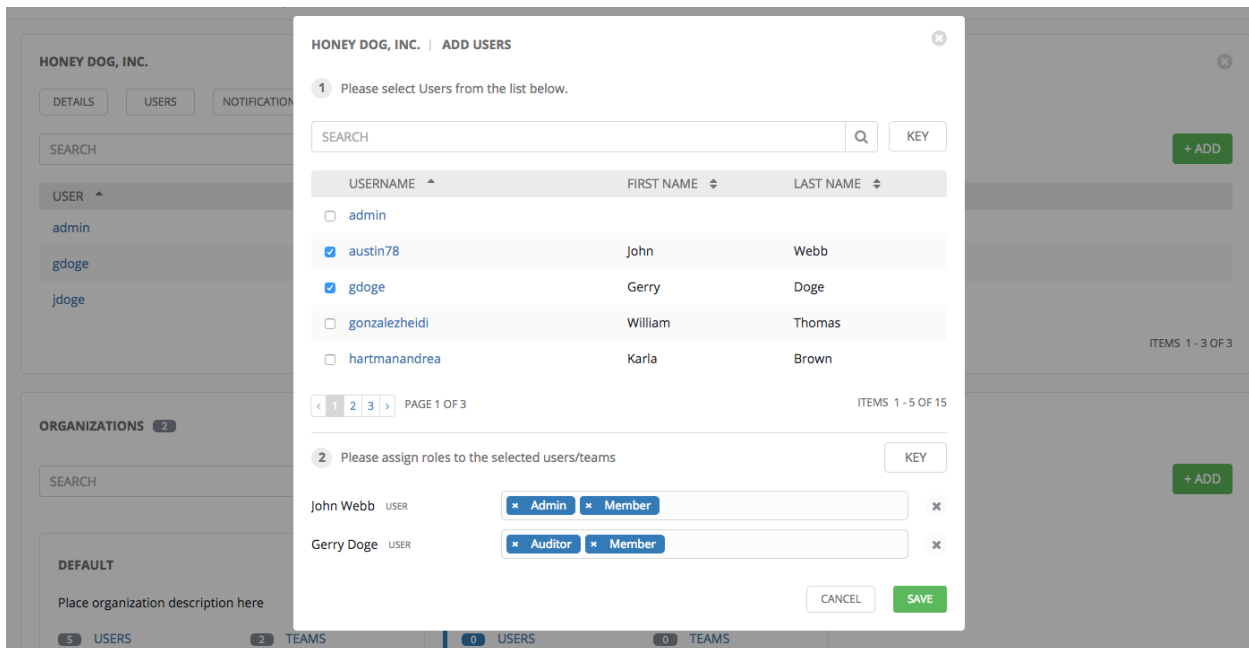 HONEY DOG, INC. | ADD USERS
1 Please select Users from the list below.
SEARCH
KEY
USERNAME FIRST NAME LAST NAME
admin
austin78 John Webb
gdoge Gerry Doge
gonzalezheidi William Thomas
hartmanandrea Karla Brown
< 1 2 3 > PAGE 1 OF 3 ITEMS 1 - 5 OF 15
2 Please assign roles to the selected users/teams KEY
John Webb USER × Admin × Member ×
Gerry Doge USER × Auditor × Member ×
CANCEL SAVE
HONEY DOG, INC.
DETAILS USERS NOTIFICATION
SEARCH + ADD
USER
admin
gdoge
jdoge
ITEMS 1 - 3 OF 3
ORGANIZATIONS 2
SEARCH + ADD
DEFAULT
Place organization description here
5 USERS 2 TEAMS 0 USERS 0 TEAMS